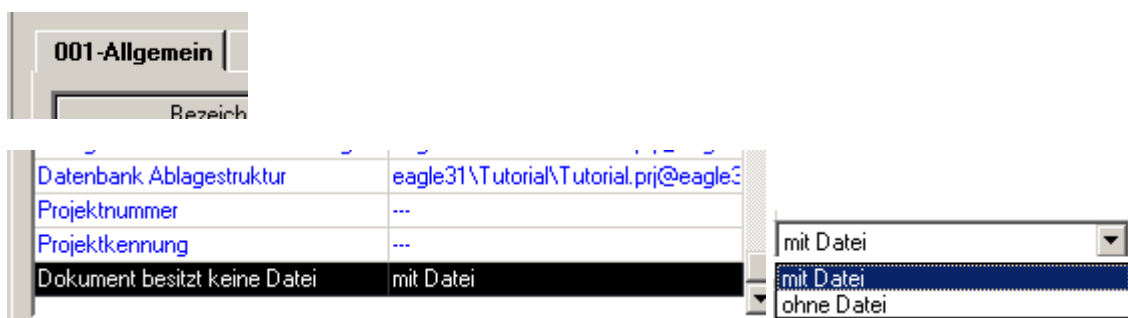 001-Allgemein
Bezeich
Datenbank Ablagestruktur eagle31\Tutorial\Tutorial.prj@eagle3
Projektnummer ---
Projektkennung ---
mit Datei
Dokument besitzt keine Datei mit Datei
mit Datei
ohne Datei